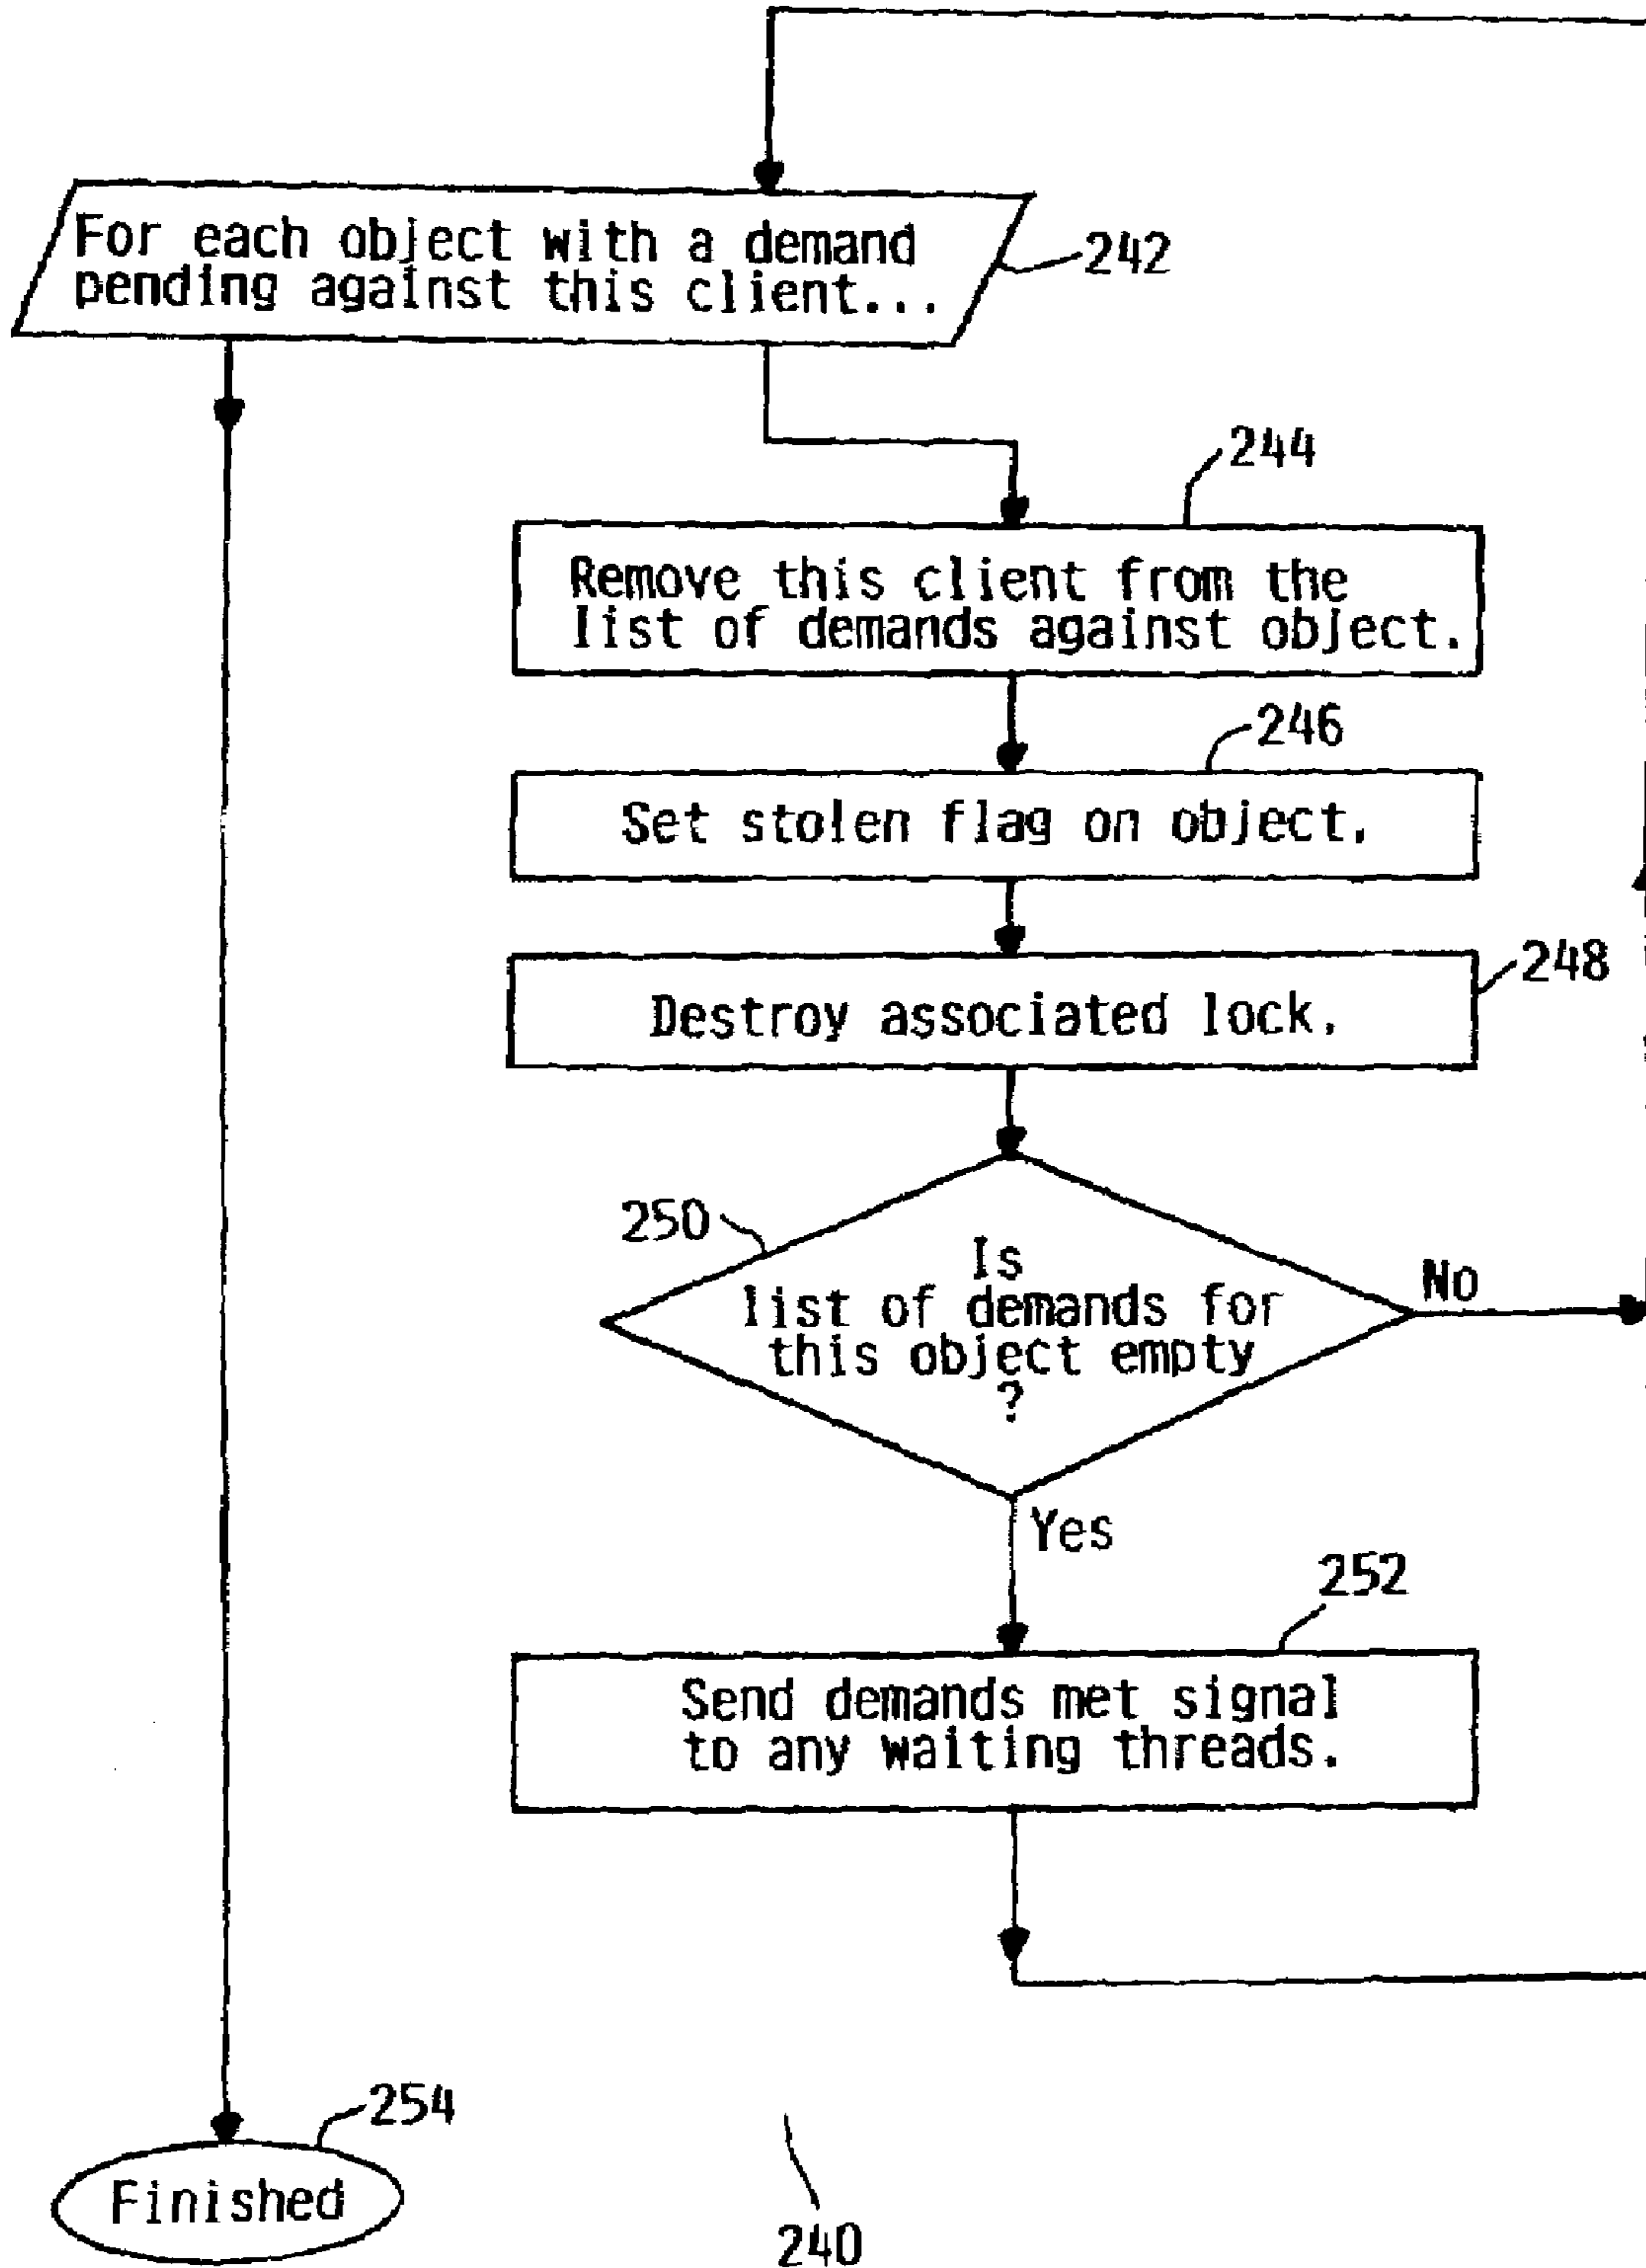 For each object with a demand
pending against this client...
242
244
Remove this client from the
list of demands against object.
246
Set stolen flag on object.
248
Destroy associated lock.
250
Is
list of demands for
this object empty
?
No
Yes
252
Send demands met signal
to any waiting threads.
254
Finished
240